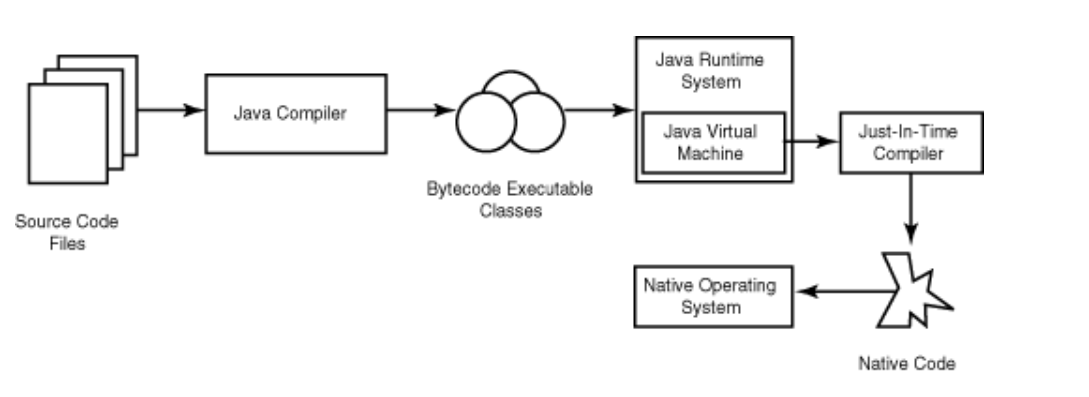 Source Code
Files
Java Compiler
Bytecode Executable
Classes
Java Runtime
System
Java Virtual
Machine
Just-In-Time
Compiler
Native Code
Native Operating
System